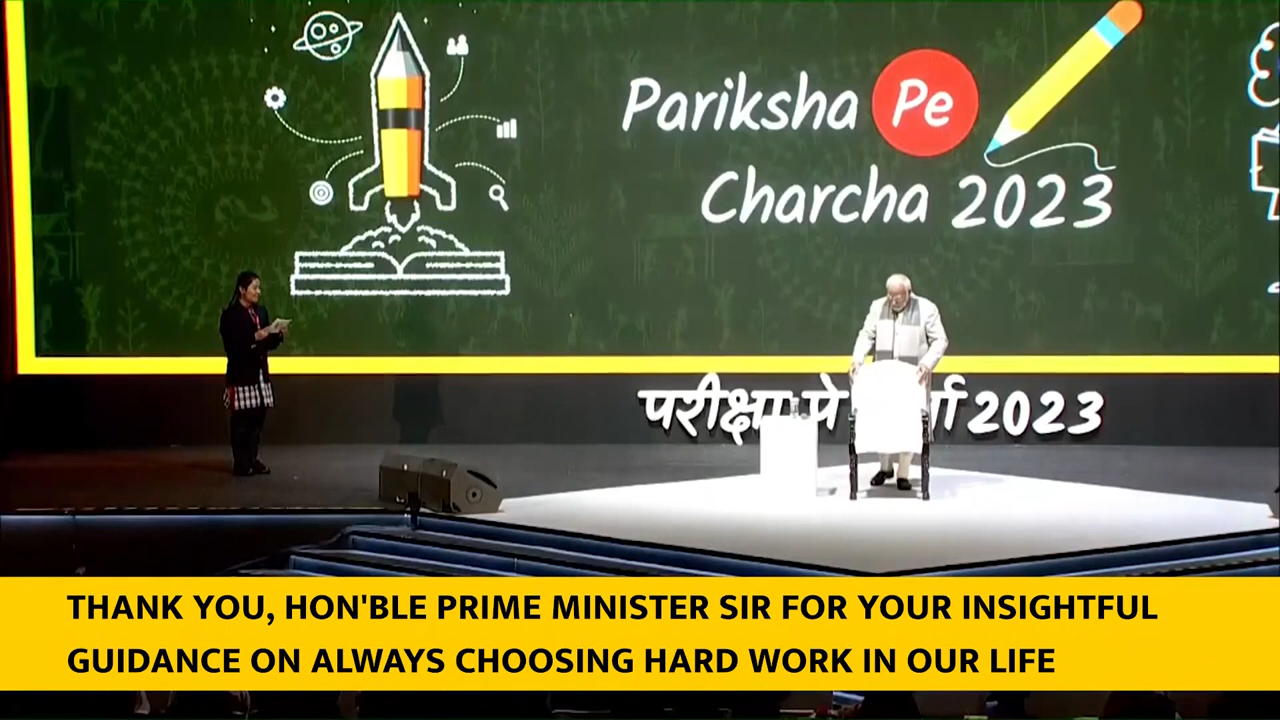 Pariksha Pe
Charcha 2023
परीक्षा पे 2023
THANK YOU, HON'BLE PRIME MINISTER SIR FOR YOUR INSIGHTFUL
GUIDANCE ON ALWAYS CHOOSING HARD WORK IN OUR LIFE